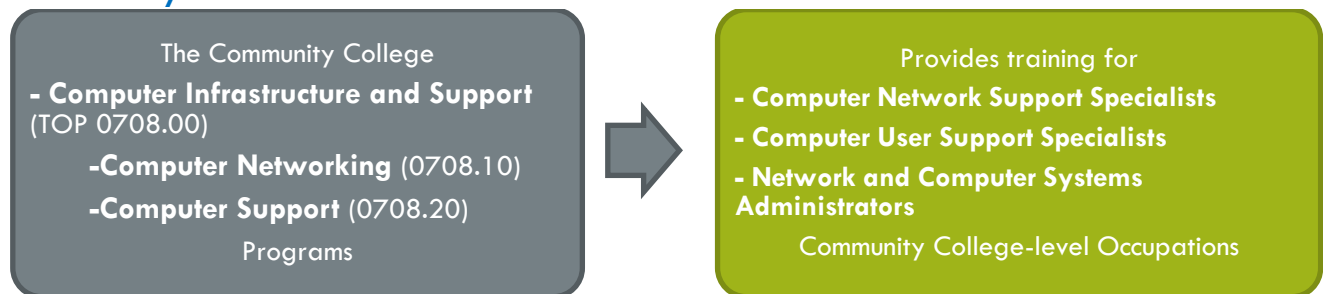 The Community College
- Computer Infrastructure and Support
(TOP 0708.00)
-Computer Networking (0708.10)
-Computer Support (0708.20)
Programs
Provides training for
- Computer Network Support Specialists
- Computer User Support Specialists
- Network and Computer Systems
Administrators
Community College-level Occupations